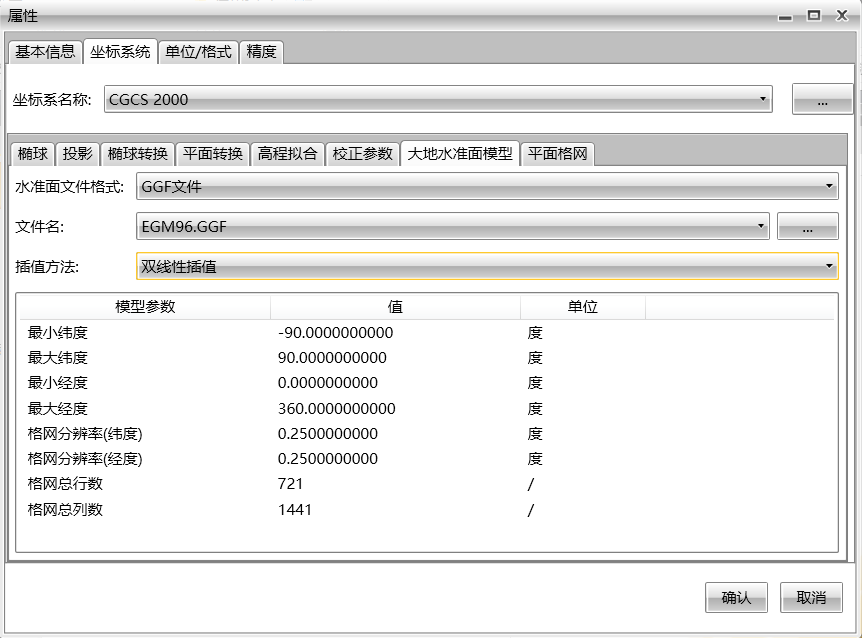 属性
基本信息 坐标系统 单位/格式 精度
坐标系名称: CGCS 2000 ...
椭球 投影 椭球转换 平面转换 高程拟合 校正参数 大地水准面模型 平面格网
水准面文件格式: GGF文件
文件名: EGM96.GGF ...
插值方法: 双线性插值
模型参数 值 单位
最小纬度 -90.0000000000 度
最大纬度 90.0000000000 度
最小经度 0.0000000000 度
最大经度 360.0000000000 度
格网分辨率(纬度) 0.2500000000 度
格网分辨率(经度) 0.2500000000 度
格网总行数 721 /
格网总列数 1441 /
确认 取消